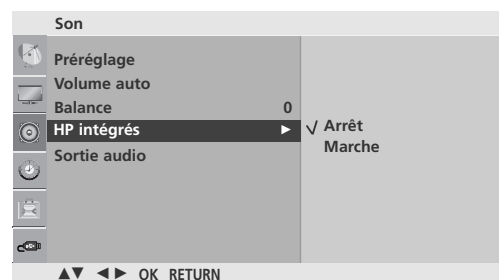 Son
Préréglage
Volume auto
Balance 0
HP intégrés ►
√ Arrêt
Marche
Sortie audio
▲▼ ◄► OK RETURN